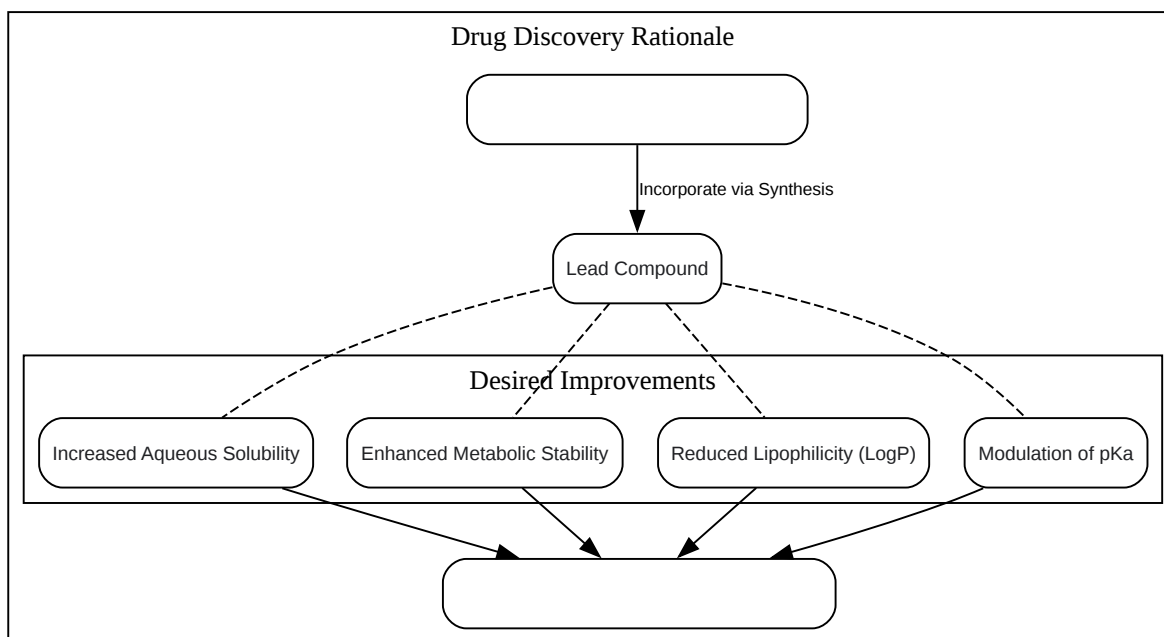 Drug Discovery Rationale
Incorporate via Synthesis
Lead Compound
Desired Improvements
Increased Aqueous Solubility
Enhanced Metabolic Stability
Reduced Lipophilicity (LogP)
Modulation of pKa